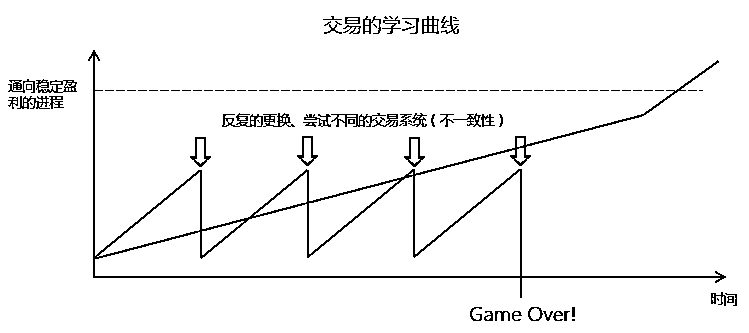 交易的学习曲线
通向稳定盈
利的进程
反复的更换、尝试不同的交易系统（不一致性）
时间
Game Over!